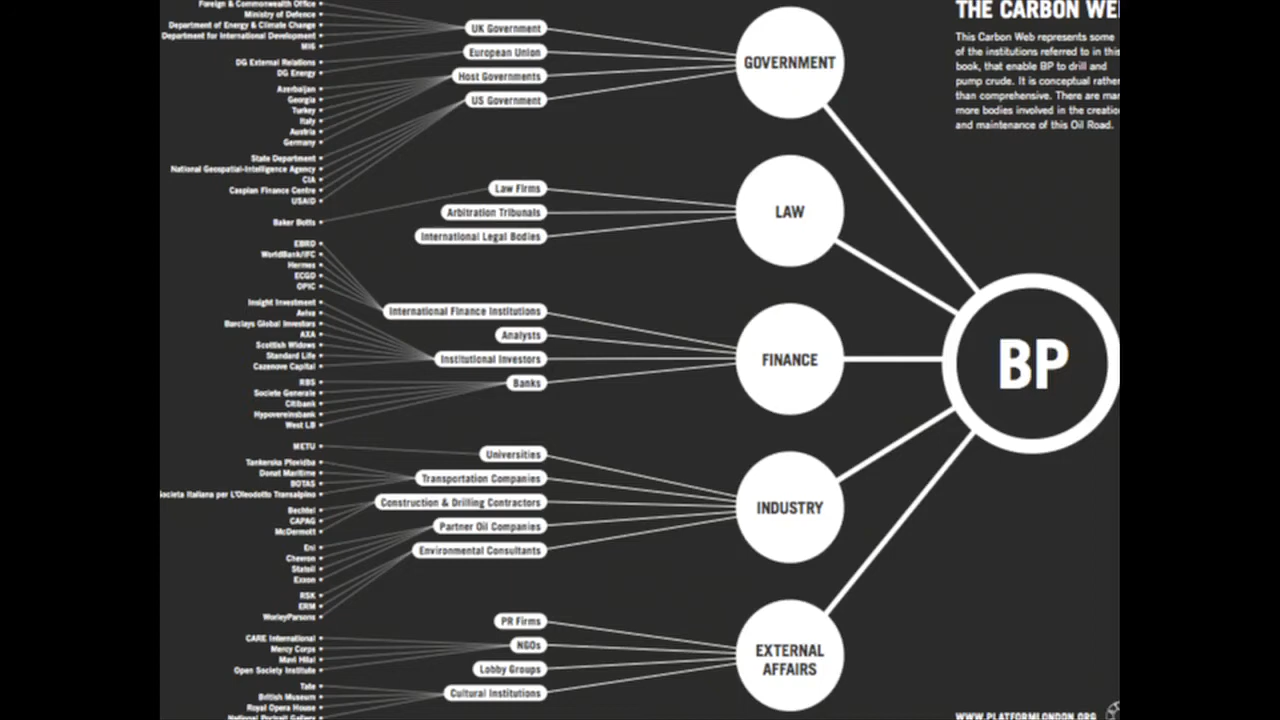 THE CARBON WE
This Carbon Web represents some
of the institutions referred to in this
book, that enable BP to drill and
pump crude. It is conceptual rather
than comprehensive. There are mar
more bodies involved in the creatio
and maintenance of this Oil Road.
Foreign & Commonwealth Office
Ministry of Defence
Department of Energy & Climate Change
Department for International Development
MI6
DG External Relations
DG Energy
Azerbaijan
Georgia
Turkey
Italy
Austria
Germany
State Department
National Geospatial-Intelligence Agency
CIA
Caspian Finance Centre
USAID
Baker Botts
EBRD
WorldBank/IFC
Hermes
ECGD
OPIC
Insight Investment
Aviva
Barclays Global Investors
AXA
Scottish Widows
Standard Life
Cazenove Capital
RBS
Societe Generale
Citibank
Hypovereinsbank
West LB
METU
Tankerska Plovidba
Donat Maritime
BOTAS
Societa Italiana per L'Oleodotto Transalpino
Bechtel
CAPAG
McDermott
Eni
Chevron
Statoil
Exxon
RSK
ERM
WorleyParsons
CARE International
Mercy Corps
Mavi Hilal
Open Society Institute
Tate
British Museum
Royal Opera House
National Portrait Gallery
UK Government
European Union
Host Governments
US Government
Law Firms
Arbitration Tribunals
International Legal Bodies
International Finance Institutions
Analysts
Institutional Investors
Banks
Universities
Transportation Companies
Construction & Drilling Contractors
Partner Oil Companies
Environmental Consultants
PR Firms
NGOs
Lobby Groups
Cultural Institutions
GOVERNMENT
LAW
FINANCE
INDUSTRY
EXTERNAL
AFFAIRS
BP
WWW.PLATFORMLONDON.ORG